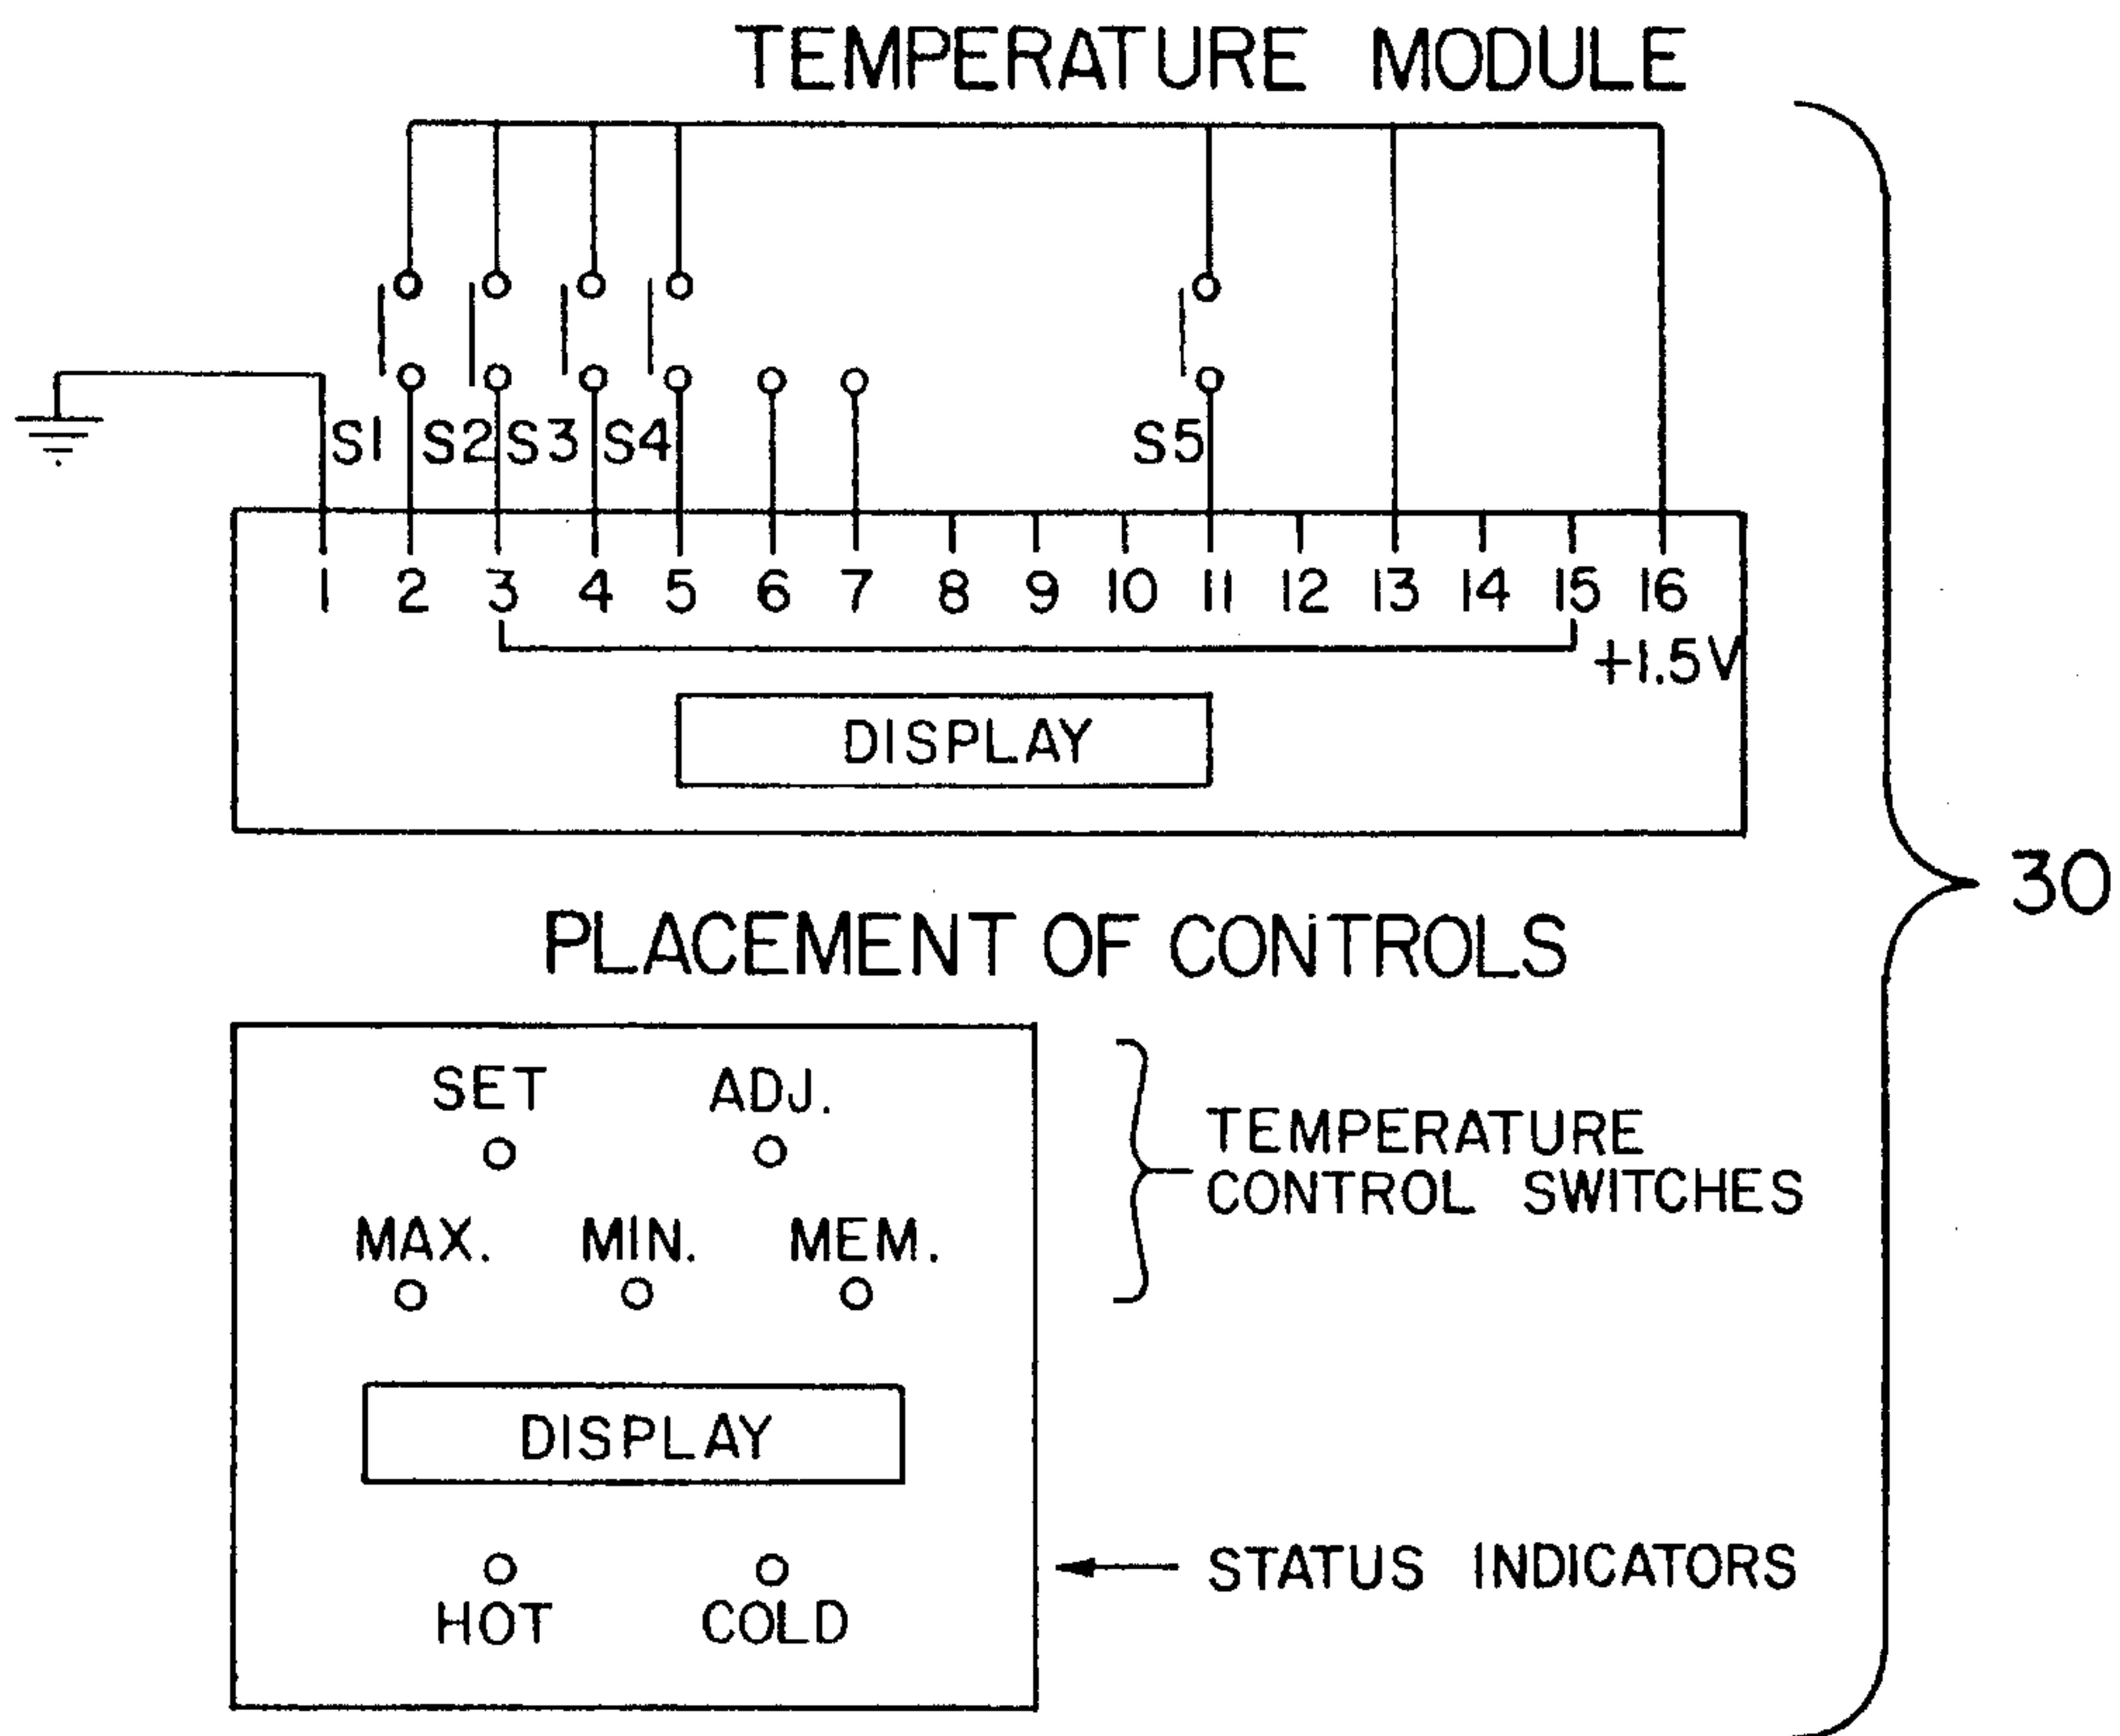 TEMPERATURE MODULE
S1 S2 S3 S4 S5
1 2 3 4 5 6 7 8 9 10 11 12 13 14 15 16
+1.5V
DISPLAY
30
PLACEMENT OF CONTROLS
SET ADJ.
MAX. MIN. MEM.
TEMPERATURE
CONTROL SWITCHES
DISPLAY
HOT COLD
STATUS INDICATORS